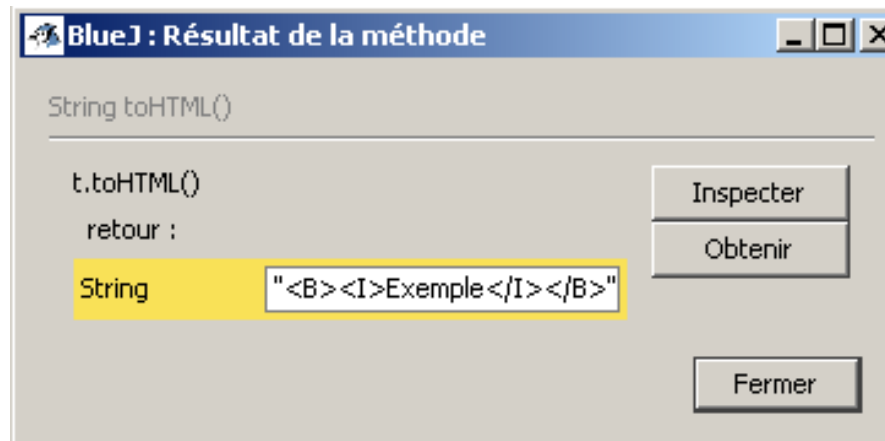 BlueJ : Résultat de la méthode
String toHTML()
t.toHTML()
retour :
String "<B><I>Exemple</I></B>"
Inspecter
Obtenir
Fermer